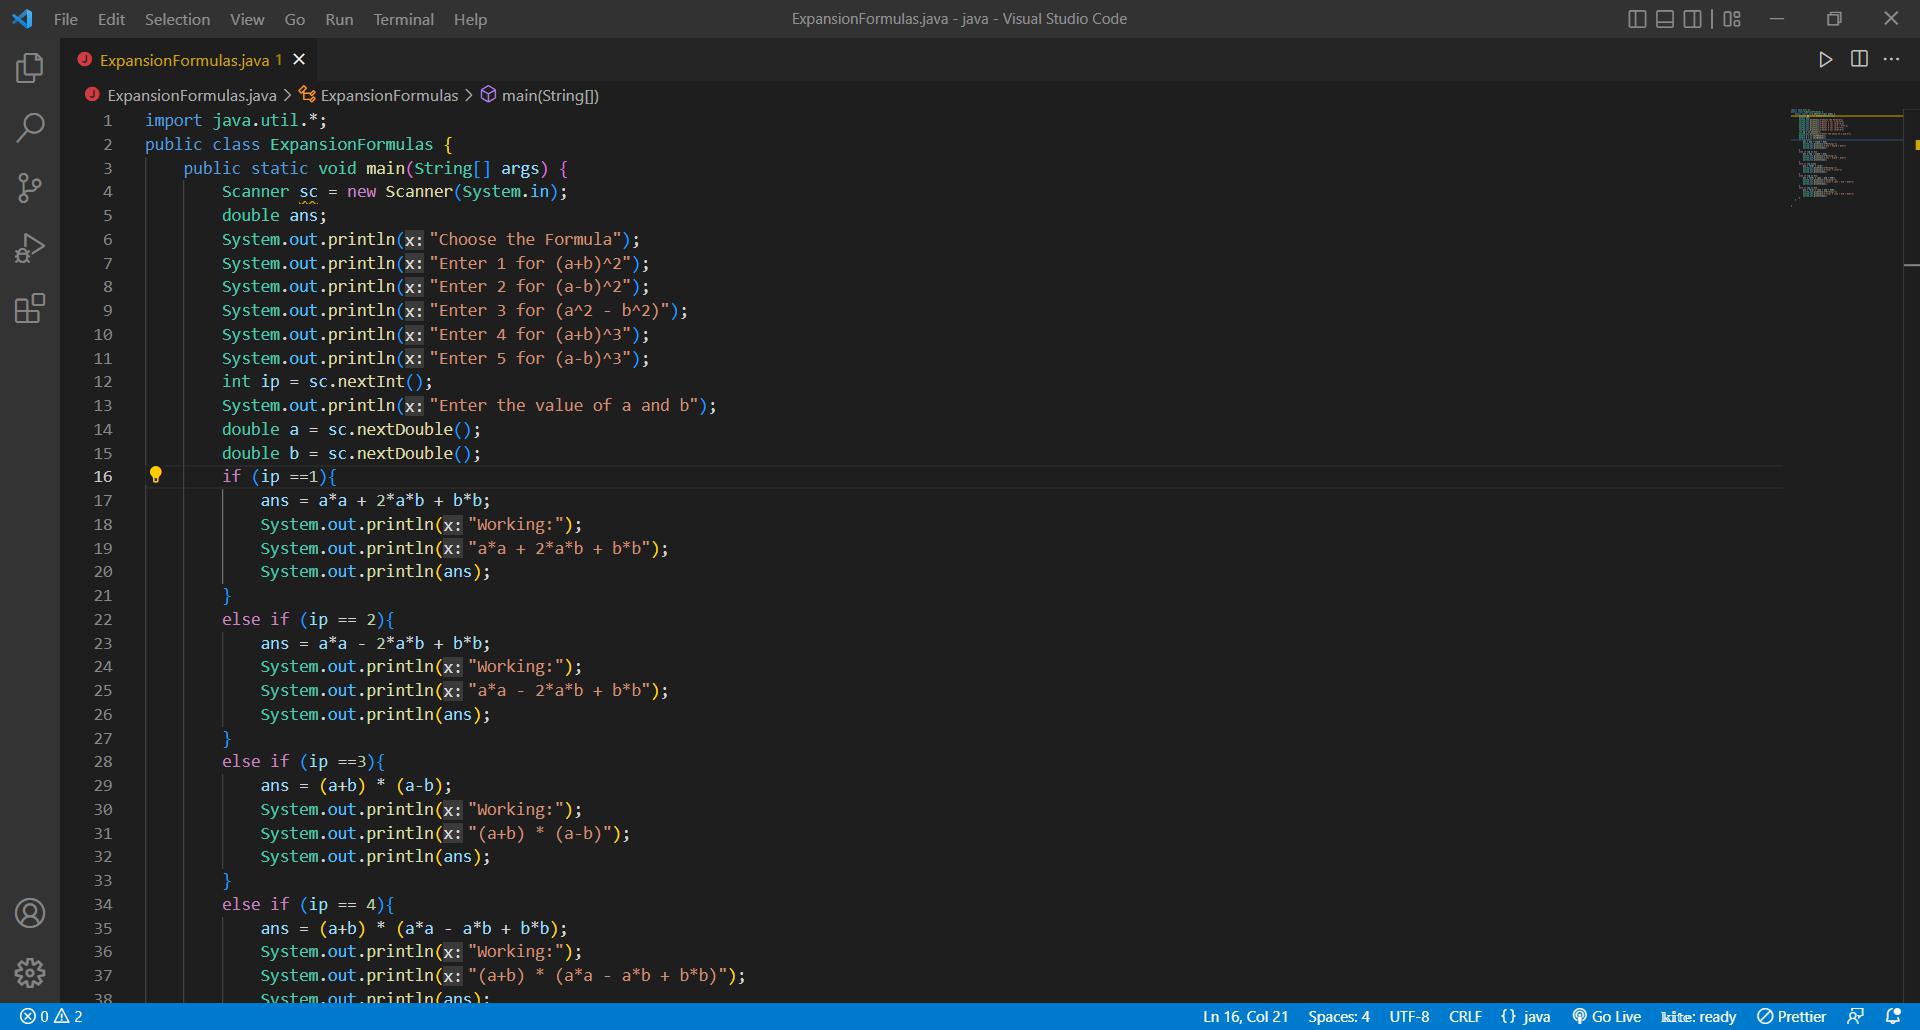 File Edit Selection View Go Run Terminal Help ExpansionFormulas.java - java - Visual Studio Code
J ExpansionFormulas.java 1
J ExpansionFormulas.java > ExpansionFormulas > main(String[])
1 import java.util.*;
2 public class ExpansionFormulas {
3 public static void main(String[] args) {
4 Scanner sc = new Scanner(System.in);
5 double ans;
6 System.out.println(x: "Choose the Formula");
7 System.out.println(x: "Enter 1 for (a+b)^2");
8 System.out.println(x: "Enter 2 for (a-b)^2");
9 System.out.println(x: "Enter 3 for (a^2 - b^2)");
10 System.out.println(x: "Enter 4 for (a+b)^3");
11 System.out.println(x: "Enter 5 for (a-b)^3");
12 int ip = sc.nextInt();
13 System.out.println(x: "Enter the value of a and b");
14 double a = sc.nextDouble();
15 double b = sc.nextDouble();
16 if (ip ==1){
17 ans = a*a + 2*a*b + b*b;
18 System.out.println(x: "Working:");
19 System.out.println(x: "a*a + 2*a*b + b*b");
20 System.out.println(ans);
21 }
22 else if (ip == 2){
23 ans = a*a - 2*a*b + b*b;
24 System.out.println(x: "Working:");
25 System.out.println(x: "a*a - 2*a*b + b*b");
26 System.out.println(ans);
27 }
28 else if (ip ==3){
29 ans = (a+b) * (a-b);
30 System.out.println(x: "Working:");
31 System.out.println(x: "(a+b) * (a-b)");
32 System.out.println(ans);
33 }
34 else if (ip == 4){
35 ans = (a+b) * (a*a - a*b + b*b);
36 System.out.println(x: "Working:");
37 System.out.println(x: "(a+b) * (a*a - a*b + b*b)");
38 System.out.println(ans);
0 2 Ln 16, Col 21 Spaces: 4 UTF-8 CRLF {} java Go Live kite: ready Prettier